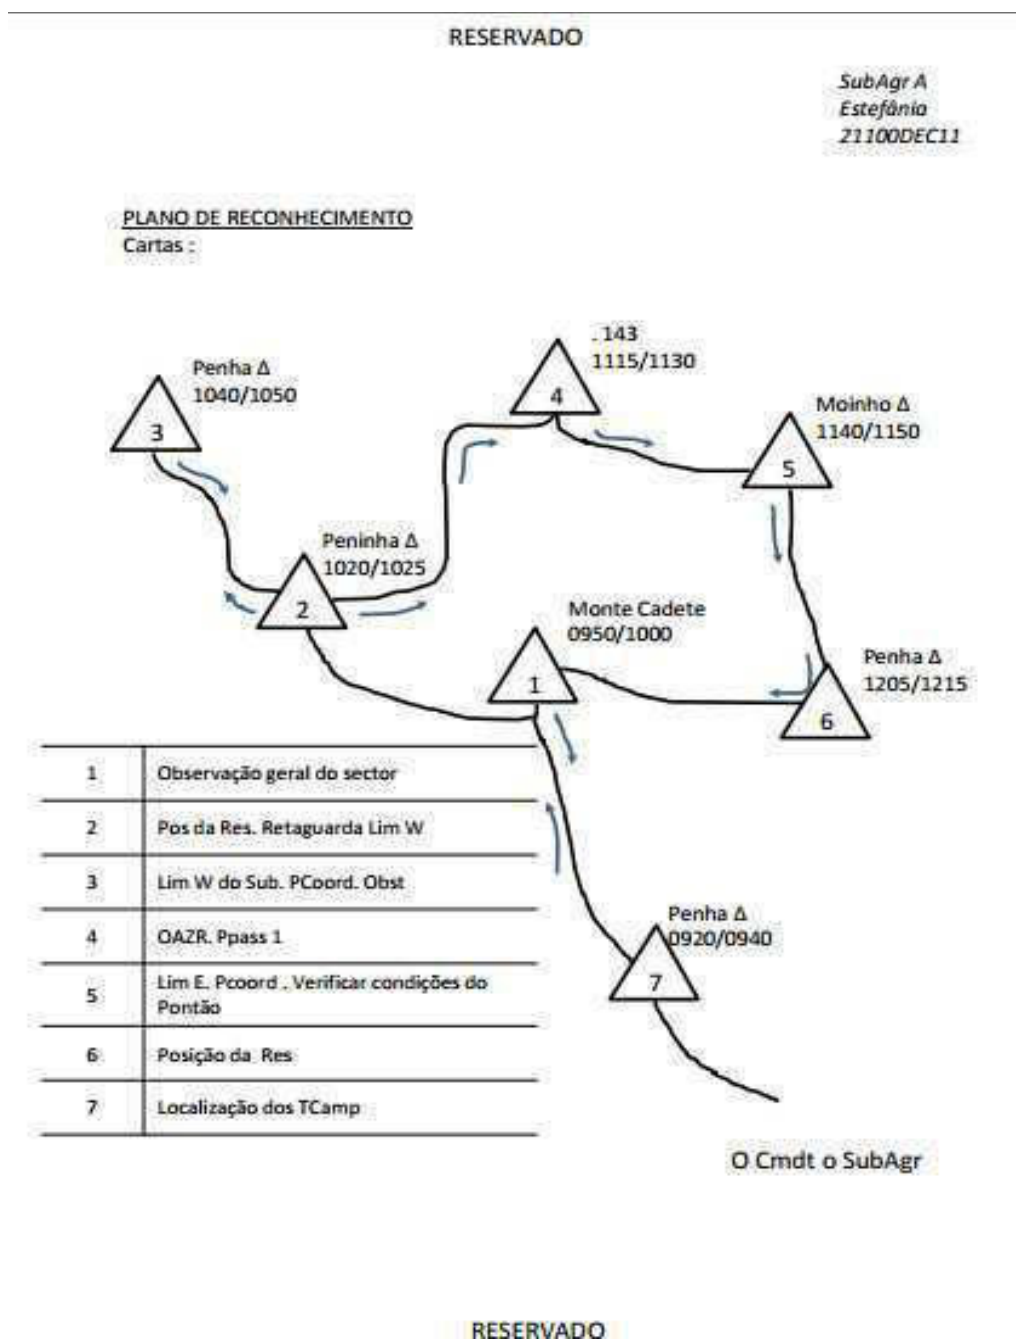 RESERVADO
SubAgr A
Estefânia
21100DEC11
PLANO DE RECONHECIMENTO
Cartas :
. 143
1115/1130
4
Penha Δ
1040/1050
3
Moinho Δ
1140/1150
5
Peninha Δ
1020/1025
2
Monte Cadete
0950/1000
1
Penha Δ
1205/1215
6
1 Observação geral do sector
2 Pos da Res. Retaguarda Lim W
3 Lim W do Sub. PCoord. Obst
4 OAZR. Ppass 1
5 Lim E. Pcoord . Verificar condições do
Pontão
6 Posição da Res
7 Localização dos TCamp
Penha Δ
0920/0940
7
O Cmdt o SubAgr
RESERVADO